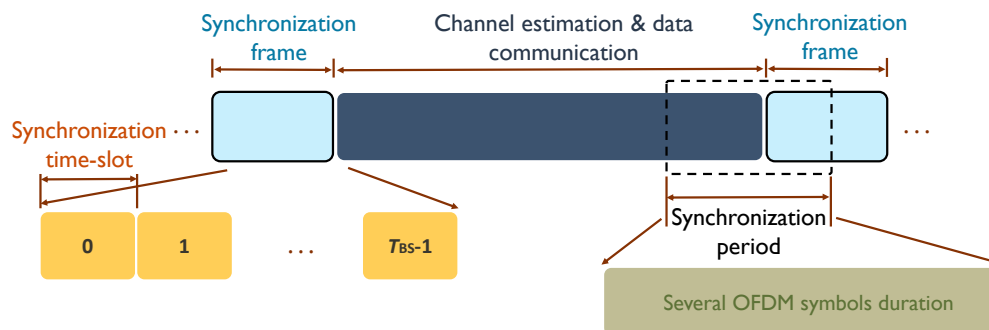 Synchronization
frame
Channel estimation & data
communication
Synchronization
frame
Synchronization
time-slot
...
...
0
1
...
TBS-1
Synchronization
period
Several OFDM symbols duration